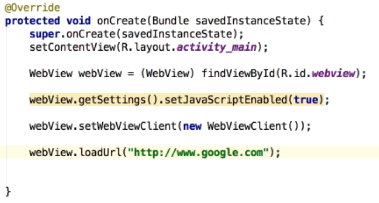 @Override
protected void onCreate(Bundle savedInstanceState) {
super.onCreate(savedInstanceState);
setContentView(R.layout.activity_main);
WebView webView = (WebView) findViewById(R.id.webview);
webView.getSettings().setJavaScriptEnabled(true);
webView.setWebViewClient(new WebViewClient());
webView.loadUrl("http://www.google.com");
}